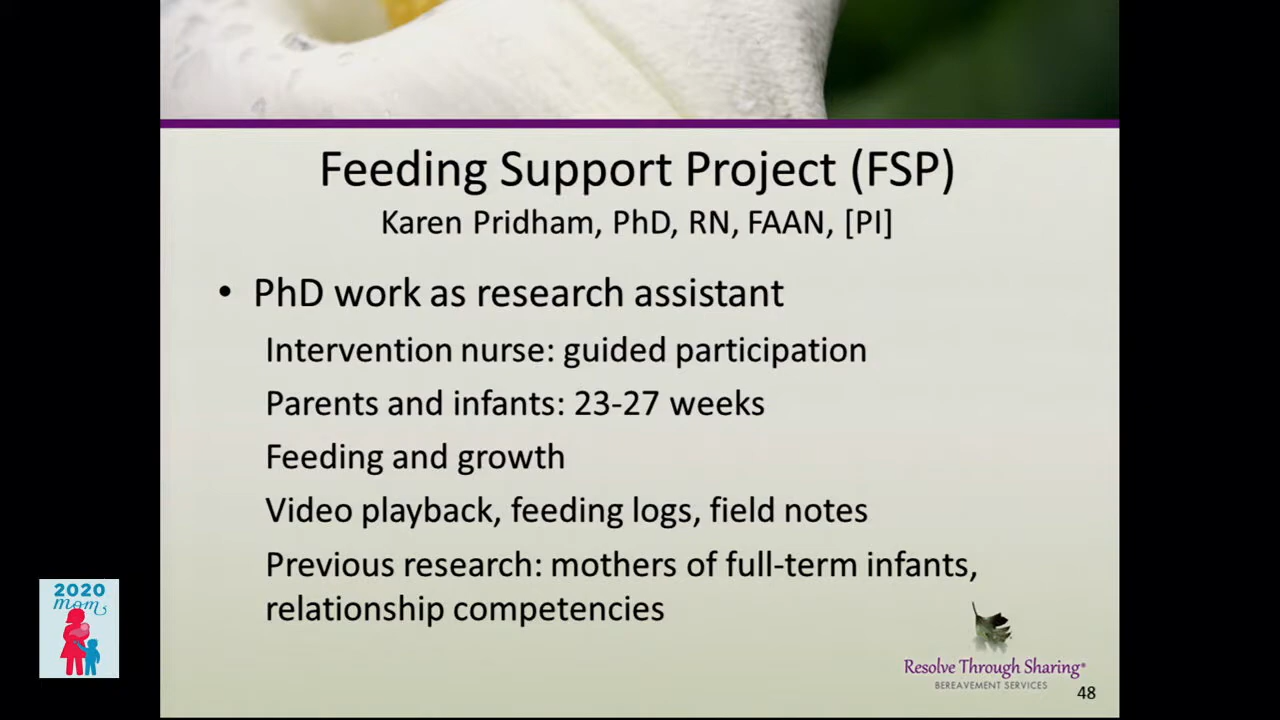 Feeding Support Project (FSP)
Karen Pridham, PhD, RN, FAAN, [PI]
• PhD work as research assistant
Intervention nurse: guided participation
Parents and infants: 23-27 weeks
Feeding and growth
Video playback, feeding logs, field notes
Previous research: mothers of full-term infants,
relationship competencies
2020
mom
Resolve Through Sharing®
BEREAVEMENT SERVICES
48